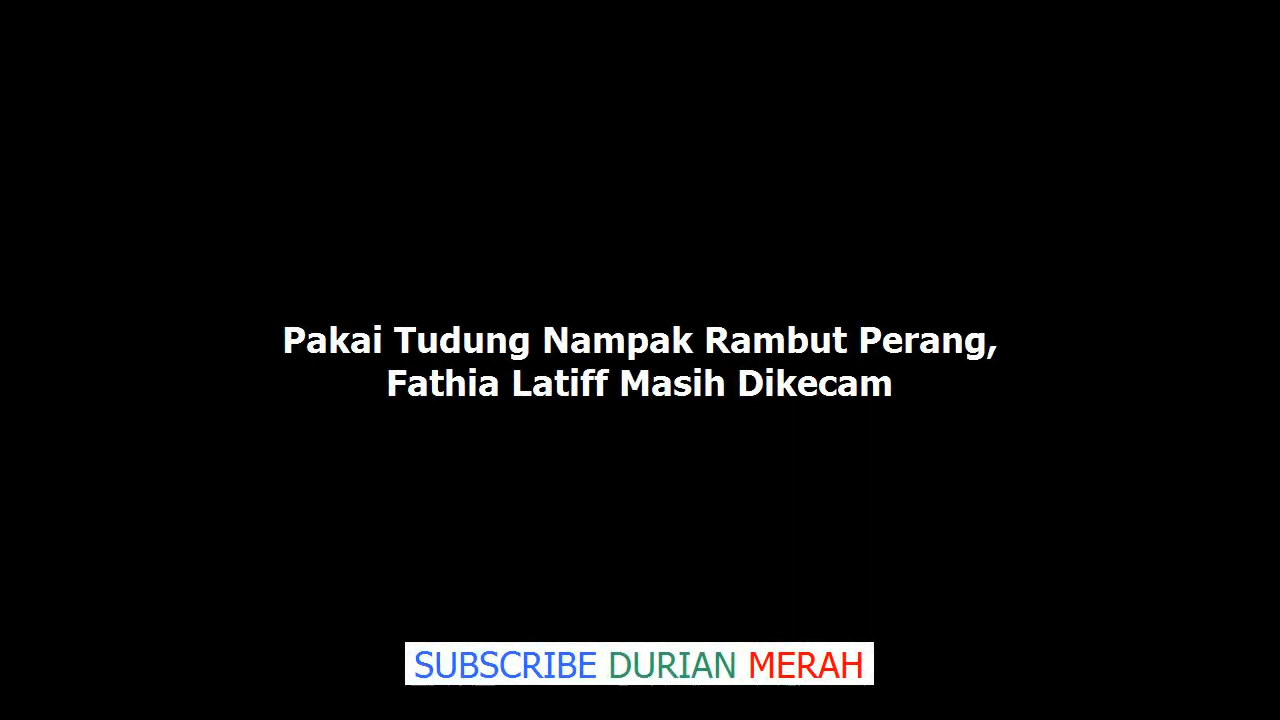 Pakai Tudung Nampak Rambut Perang,
Fathia Latiff Masih Dikecam
SUBSCRIBE DURIAN MERAH